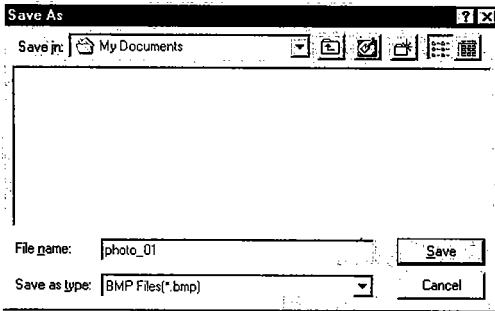 Save As
Save in: My Documents
File name: photo_01
Save
Save as type: BMP Files(*.bmp)
Cancel